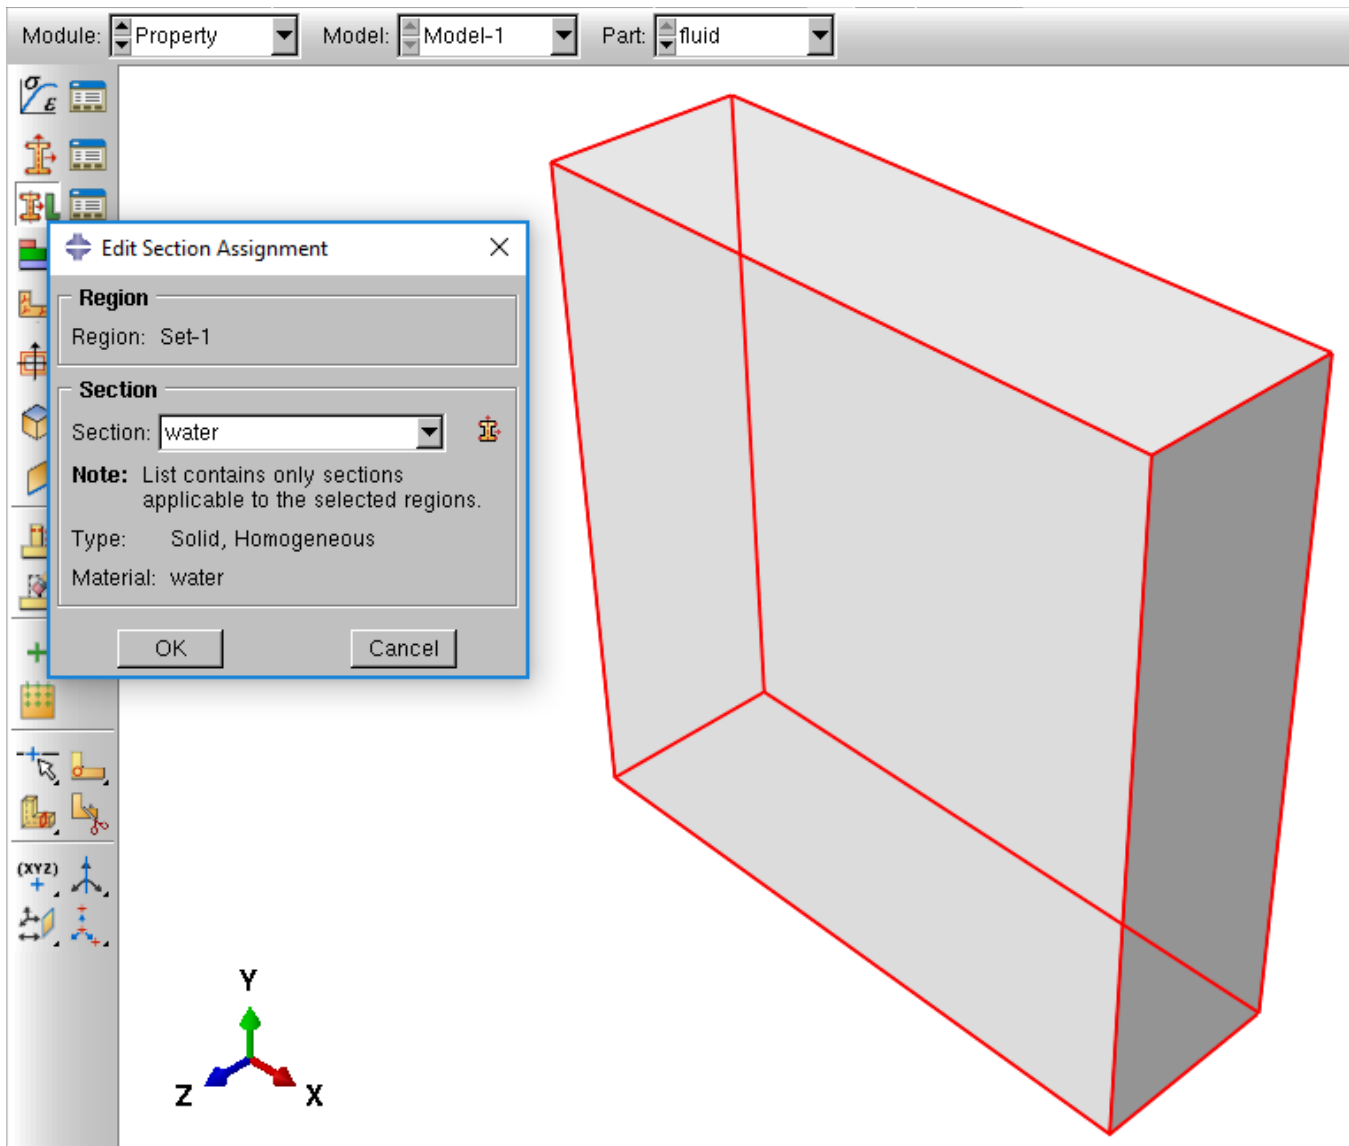 Module: Property Model: Model-1 Part: fluid
σ ε
Edit Section Assignment
Region
Region: Set-1
Section
Section: water
Note: List contains only sections
applicable to the selected regions.
Type: Solid, Homogeneous
Material: water
OK Cancel
(XYZ)
Y
Z X